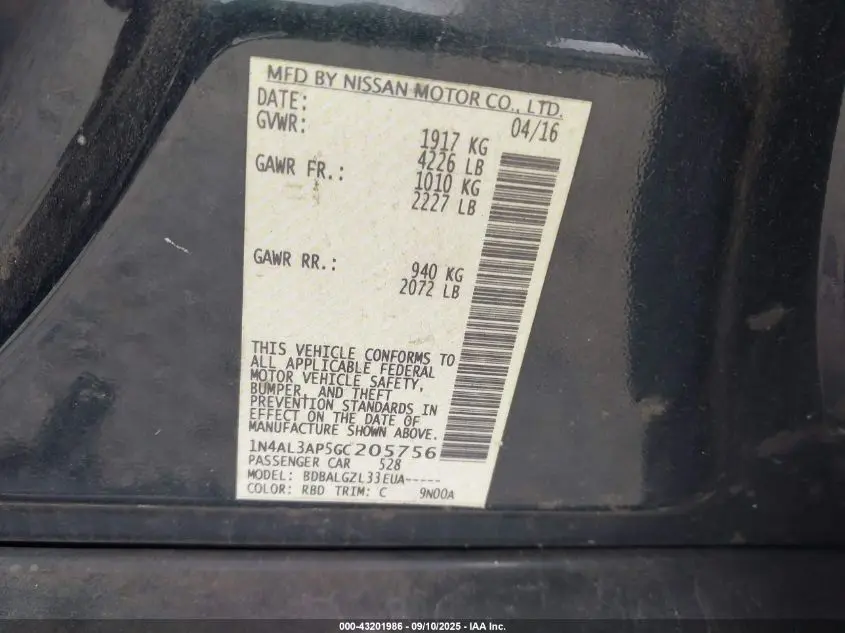 MFD BY NISSAN MOTOR CO., LTD.
DATE: 04/16
GVWR: 1917 KG
4226 LB
GAWR FR.: 1010 KG
2227 LB
GAWR RR.: 940 KG
2072 LB
THIS VEHICLE CONFORMS TO
ALL APPLICABLE FEDERAL
MOTOR VEHICLE SAFETY,
BUMPER, AND THEFT
PREVENTION STANDARDS IN
EFFECT ON THE DATE OF
MANUFACTURE SHOWN ABOVE.
1N4AL3AP5GC205756
PASSENGER CAR 528
MODEL: BDBALGZL33EUA-----
COLOR: RBD TRIM: C 9N00A
000-43201986 - 09/10/2025 - IAA Inc.